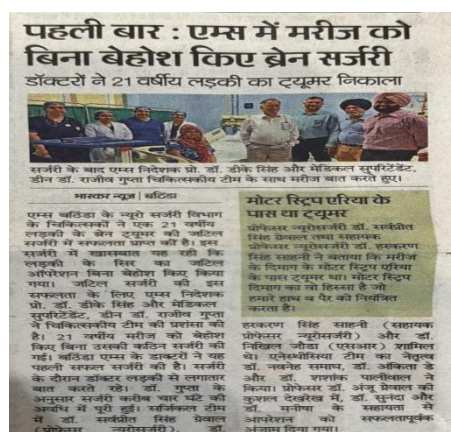 पहली बार : एम्स में मरीज को
बिना बेहोश किए ब्रेन सर्जरी
डॉक्टरों ने 21 वर्षीय लड़की का ट्यूमर निकाला
सर्जरी के बाद एम्स निदेशक प्रो. डॉ. डीके सिंह और मेडिकल सुपरिटेंडेंट,
डीन डॉ. राजीव गुप्ता चिकित्सकीय टीम के साथ मरीज बात करते हुए।
भास्कर न्यूज | बठिंडा
एम्स बठिंडा के न्यूरो सर्जरी विभाग
के चिकित्सकों ने एक 21 वर्षीय
लड़की के ब्रेन ट्यूमर की जटिल
सर्जरी में सफलता प्राप्त की है। इस
सर्जरी में खासबात यह रही कि
लड़की के सिर का जटिल
ऑपरेशन बिना बेहोश किए किया
गया। जटिल सर्जरी की इस
सफलता के लिए एम्स निदेशक
प्रो. डॉ. डीके सिंह और मेडिकल
सुपरिटेंडेंट, डीन डॉ. राजीव गुप्ता
ने चिकित्सकीय टीम की प्रशंसा की
है। 21 वर्षीय मरीज को बेहोश
किए बिना उसकी कठिन सर्जरी की
गई। बठिंडा एम्स के डाक्टरों ने यह
पहली सफल सर्जरी की है। सर्जरी
के दौरान डॉक्टर लड़की से लगातार
बात करते रहे। डॉ. गुप्ता के
अनुसार सर्जरी करीब चार घंटे की
अवधि में पूरी हुई। सर्जिकल टीम
में डॉ. सर्वप्रीत सिंह ग्रेवाल
(प्रोफेसर न्यूरोसर्जरी), डॉ.
मोटर स्ट्रिप एरिया के
पास था ट्यूमर
प्रोफेसर न्यूरोसर्जरी डॉ. सर्वप्रीत
सिंह ग्रेवाल तथा सहायक
प्रोफेसर न्यूरोसर्जरी डॉ. हरकरण
सिंह साहनी ने बताया कि मरीज
के दिमाग के मोटर स्ट्रिप एरिया
के पास ट्यूमर था। मोटर स्ट्रिप
दिमाग का वो हिस्सा है जो
हमारे हाथ व पैर को नियंत्रित
करता है।
हरकरण सिंह साहनी (सहायक
प्रोफेसर न्यूरोसर्जरी) और डॉ.
निखिल जोशी (एसआर) शामिल
थे। एनेस्थीसिया टीम का नेतृत्व
डॉ. नवनेह समाघ, डॉ. अंकिता के
और डॉ. शशांक पालीवाल ने
किया। प्रोफेसर डॉ. अंजू ग्रेवाल की
कुशल देखरेख में, डॉ. सुनंदा और
डॉ. मनीषा के सहायता से
आपरेशन को सफलतापूर्वक
अंजाम दिया गया।